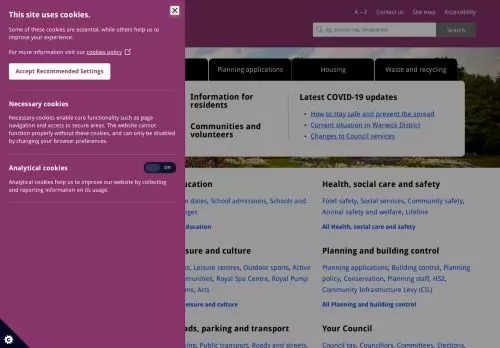 This site uses cookies.
Some of these cookies are essential, while others help us to
improve your experience.
For more information visit our cookies policy
Accept Recommended Settings
Necessary cookies
Necessary cookies enable core functionality such as page
navigation and access to secure areas. The website cannot
function properly without these cookies, and can only be disabled
by changing your browser preferences.
Analytical cookies
Off
Analytical cookies help us to improve our website by collecting
and reporting information on its usage.
A – Z Contact us Site map Accessibility
Search
Planning applications Housing Waste and recycling
Information for
residents
Communities and
volunteers
Latest COVID-19 updates
How to stay safe and prevent the spread
Current situation in Warwick District
Changes to Council services
ucation
n dates, School admissions, Schools and
eges
ducation
Health, social care and safety
Food safety, Social services, Community safety,
Animal safety and welfare, Lifeline
All Health, social care and safety
sure and culture
Leisure centres, Outdoor sports, Active
mmunities, Royal Spa Centre, Royal Pump
ms, Arts
eisure and culture
Planning and building control
Planning applications, Building control, Planning
policy, Conservation, Planning staff, HS2,
Community Infrastructure Levy (CIL)
All Planning and building control
ads, parking and transport
king, Public transport, Roads and streets,
Your Council
Council tax, Councillors, Committees, Elections,